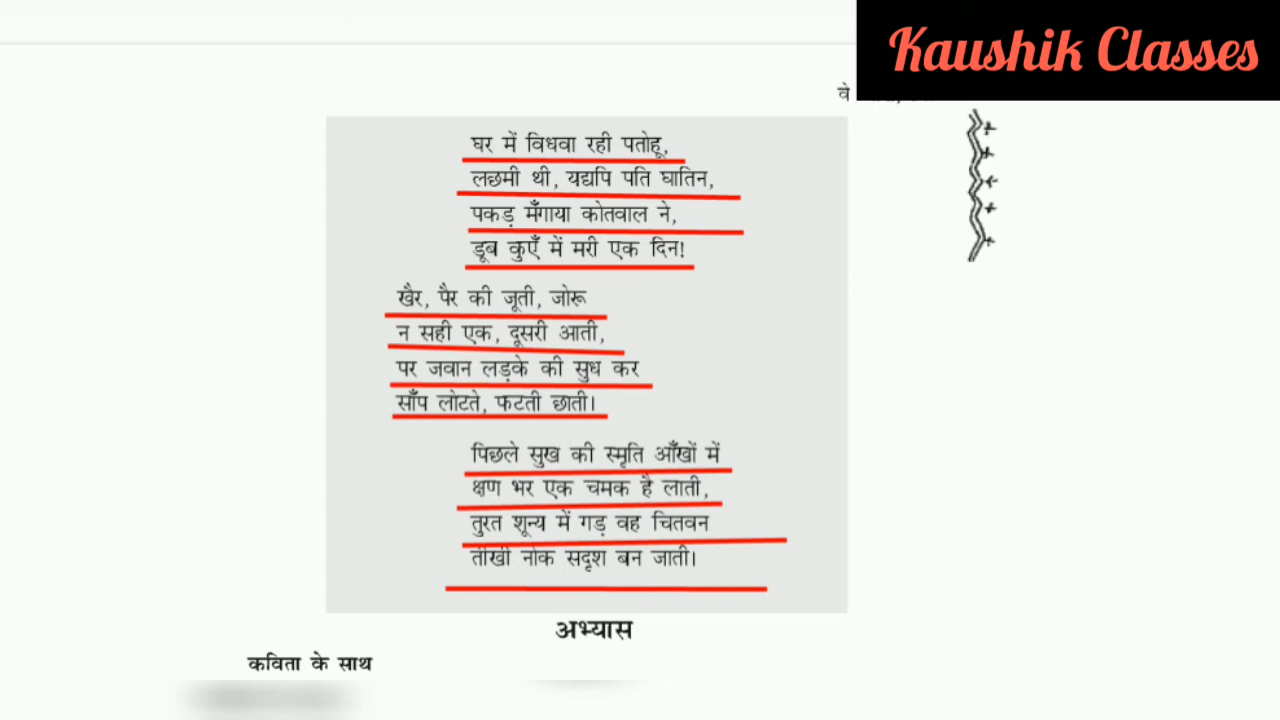 Kaushik Classes
वे
घर में विधवा रही पतोहू,
लछमी थी, यद्यपि पति घातिन,
पकड़ मँगाया कोतवाल ने,
डूब कुएँ में मरी एक दिन!
खैर, पैर की जूती, जोरू
न सही एक, दूसरी आती,
पर जवान लड़के की सुध कर
साँप लोटते, फटती छाती।
पिछले सुख की स्मृति आँखों में
क्षण भर एक चमक है लाती,
तुरत शून्य में गड़ वह चितवन
तीखी नोक सदृश बन जाती।
अभ्यास
कविता के साथ